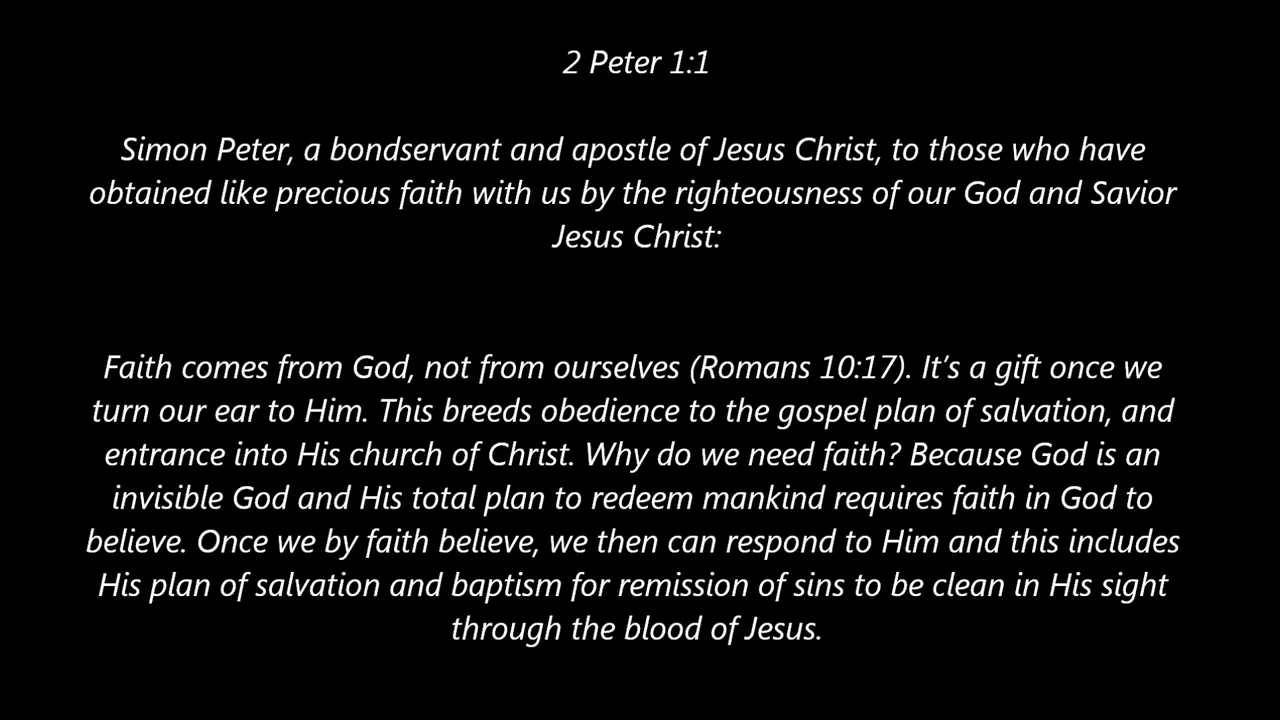 2 Peter 1:1
Simon Peter, a bondservant and apostle of Jesus Christ, to those who have
obtained like precious faith with us by the righteousness of our God and Savior
Jesus Christ:
Faith comes from God, not from ourselves (Romans 10:17). It’s a gift once we
turn our ear to Him. This breeds obedience to the gospel plan of salvation, and
entrance into His church of Christ. Why do we need faith? Because God is an
invisible God and His total plan to redeem mankind requires faith in God to
believe. Once we by faith believe, we then can respond to Him and this includes
His plan of salvation and baptism for remission of sins to be clean in His sight
through the blood of Jesus.